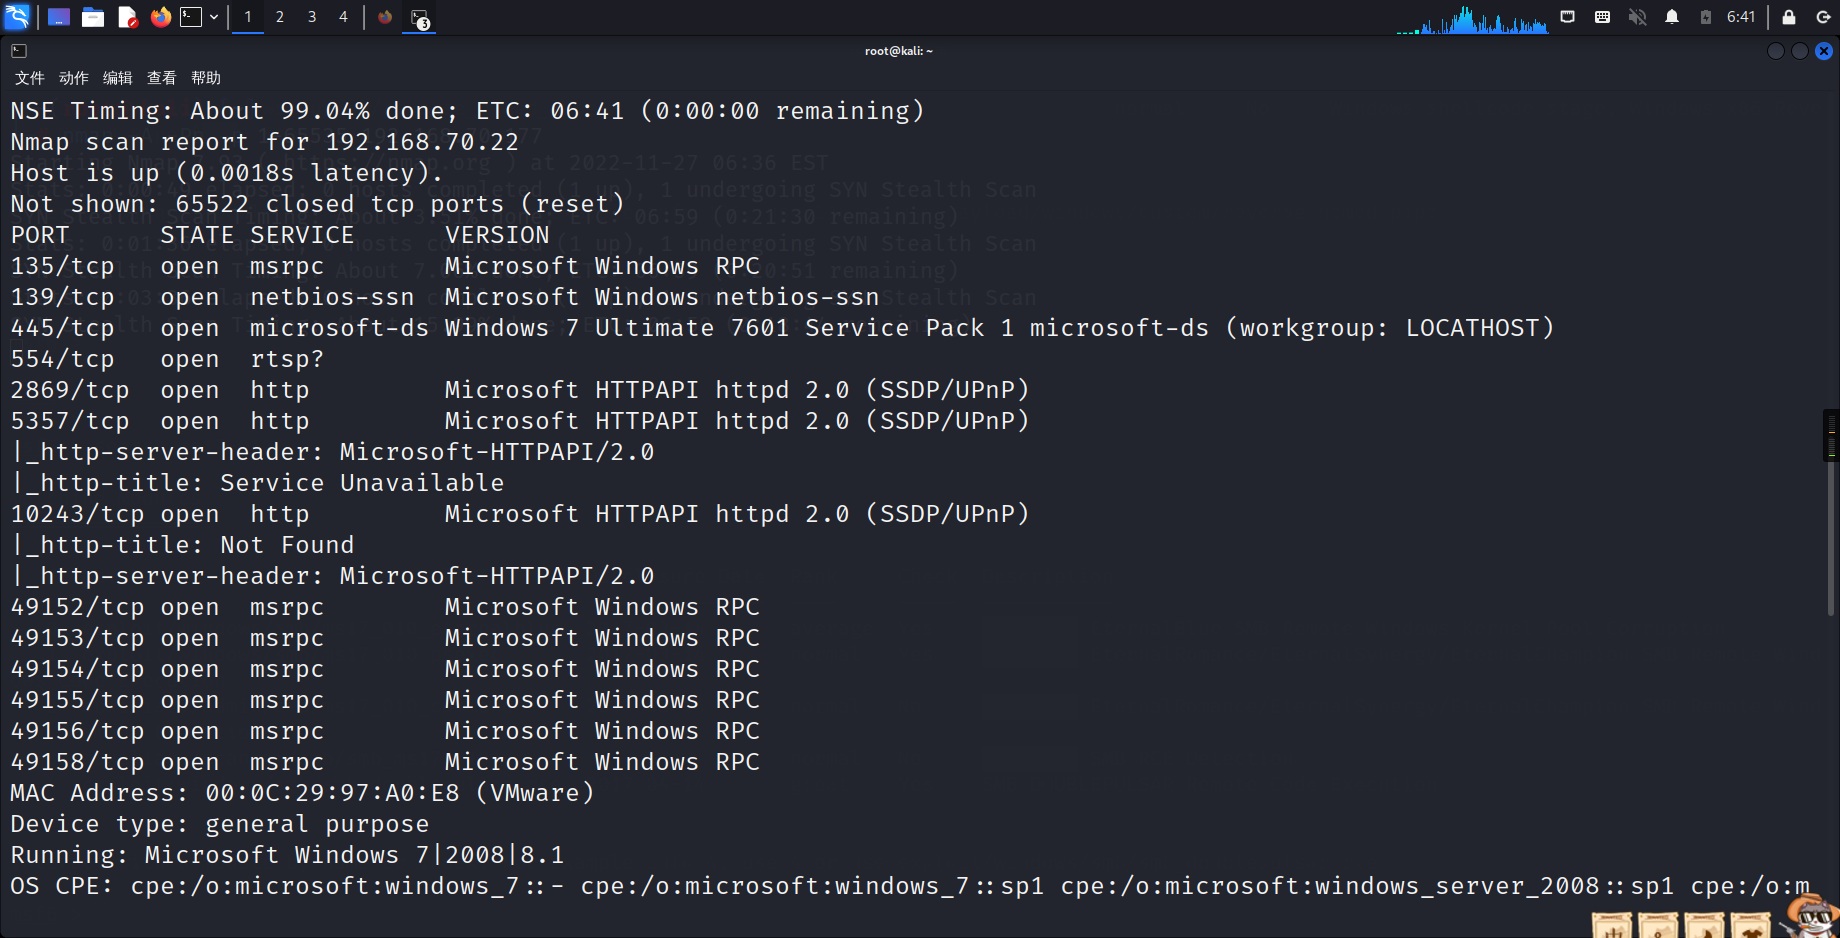 1 2 3 4 3 6:41
root@kali: ~
文件 动作 编辑 查看 帮助
NSE Timing: About 99.04% done; ETC: 06:41 (0:00:00 remaining)
Nmap scan report for 192.168.70.22
Host is up (0.0018s latency).
Not shown: 65522 closed tcp ports (reset)
PORT      STATE SERVICE      VERSION
135/tcp   open  msrpc        Microsoft Windows RPC
139/tcp   open  netbios-ssn  Microsoft Windows netbios-ssn
445/tcp   open  microsoft-ds Windows 7 Ultimate 7601 Service Pack 1 microsoft-ds (workgroup: LOCATHOST)
554/tcp   open  rtsp?
2869/tcp  open  http         Microsoft HTTPAPI httpd 2.0 (SSDP/UPnP)
5357/tcp  open  http         Microsoft HTTPAPI httpd 2.0 (SSDP/UPnP)
|_http-server-header: Microsoft-HTTPAPI/2.0
|_http-title: Service Unavailable
10243/tcp open  http         Microsoft HTTPAPI httpd 2.0 (SSDP/UPnP)
|_http-title: Not Found
|_http-server-header: Microsoft-HTTPAPI/2.0
49152/tcp open  msrpc        Microsoft Windows RPC
49153/tcp open  msrpc        Microsoft Windows RPC
49154/tcp open  msrpc        Microsoft Windows RPC
49155/tcp open  msrpc        Microsoft Windows RPC
49156/tcp open  msrpc        Microsoft Windows RPC
49158/tcp open  msrpc        Microsoft Windows RPC
MAC Address: 00:0C:29:97:A0:E8 (VMware)
Device type: general purpose
Running: Microsoft Windows 7|2008|8.1
OS CPE: cpe:/o:microsoft:windows_7::- cpe:/o:microsoft:windows_7::sp1 cpe:/o:microsoft:windows_server_2008::sp1 cpe:/o:m